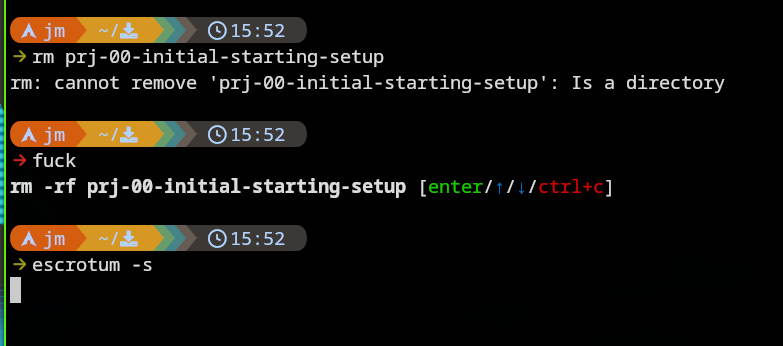 jm ~/ 15:52
→ rm prj-00-initial-starting-setup
rm: cannot remove 'prj-00-initial-starting-setup': Is a directory
jm ~/ 15:52
→ fuck
rm -rf prj-00-initial-starting-setup [enter/↑/↓/ctrl+c]
jm ~/ 15:52
→ escrotum -s